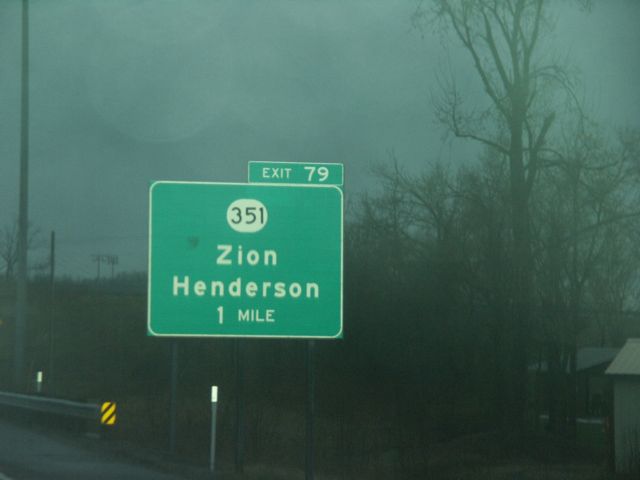 EXIT 79
351
Zion
Henderson
1 MILE